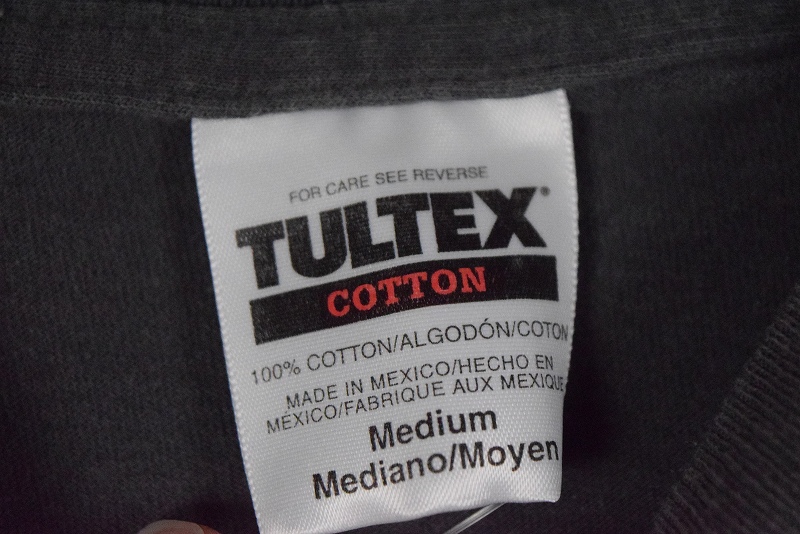 FOR CARE SEE REVERSE
TULTEX®
COTTON
100% COTTON/ALGODÓN/COTON
MADE IN MEXICO/HECHO EN
MÉXICO/FABRIQUE AUX MEXIQUE
Medium
Mediano/Moyen